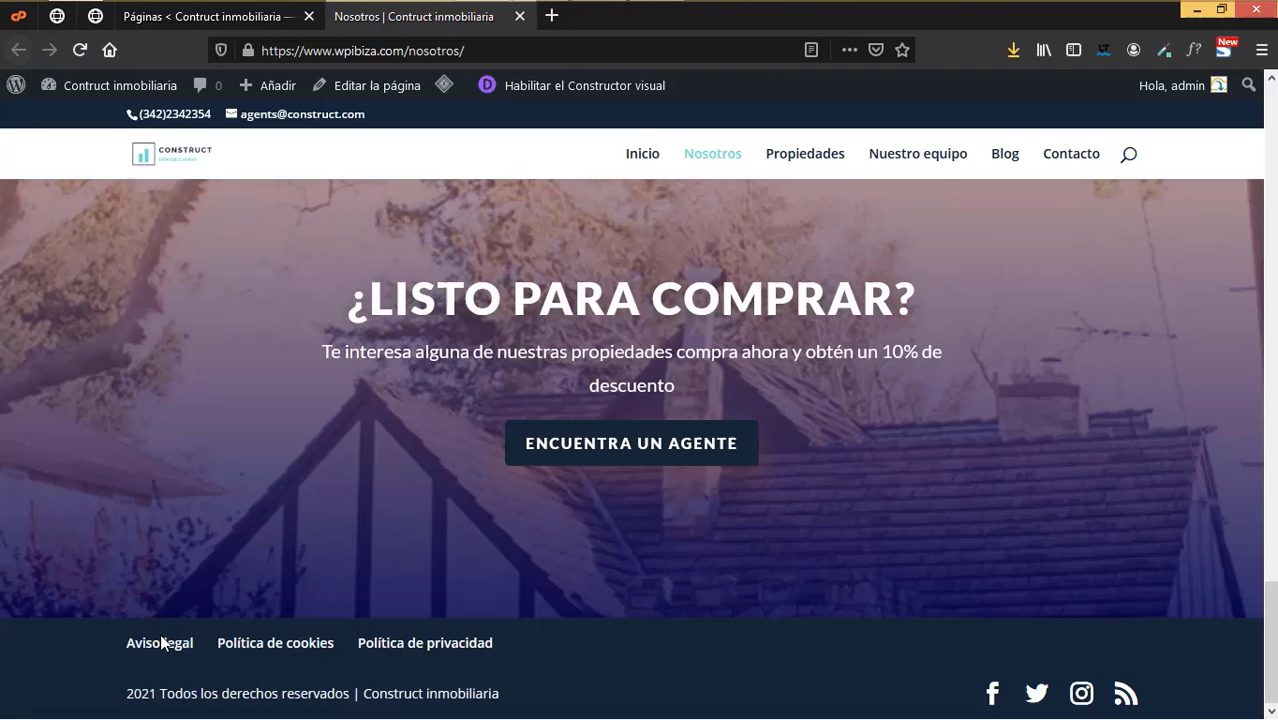 Páginas < Contruct inmobiliaria —
Nosotros | Contruct inmobiliaria
https://www.wpibiza.com/nosotros/
New
Contruct inmobiliaria
0
Añadir
Editar la página
D
Habilitar el Constructor visual
Hola, admin
(342)2342354
agents@construct.com
CONSTRUCT
INMOBILIARIA
Inicio
Nosotros
Propiedades
Nuestro equipo
Blog
Contacto
¿LISTO PARA COMPRAR?
Te interesa alguna de nuestras propiedades compra ahora y obtén un 10% de
descuento
ENCUENTRA UN AGENTE
Aviso legal
Política de cookies
Política de privacidad
2021 Todos los derechos reservados | Construct inmobiliaria